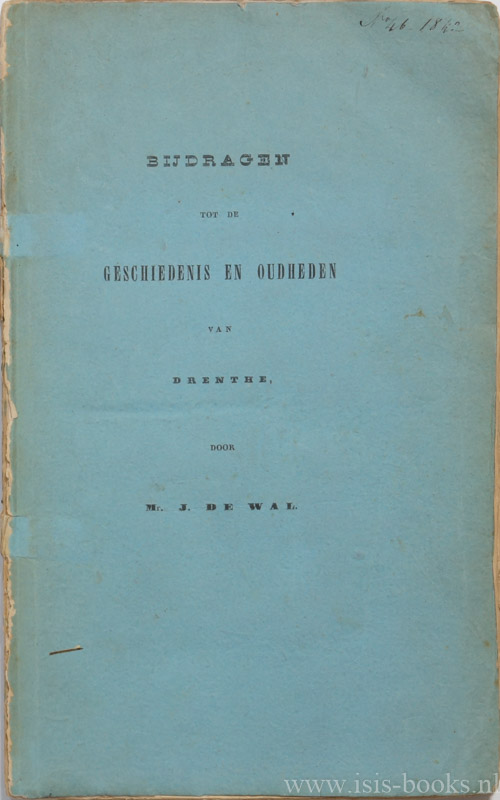 BIJDRAGEN
TOT DE
GESCHIEDENIS EN OUDHEDEN
VAN
DRENTHE,
DOOR
Mr. J. DE WAL.
www.isis-books.nl